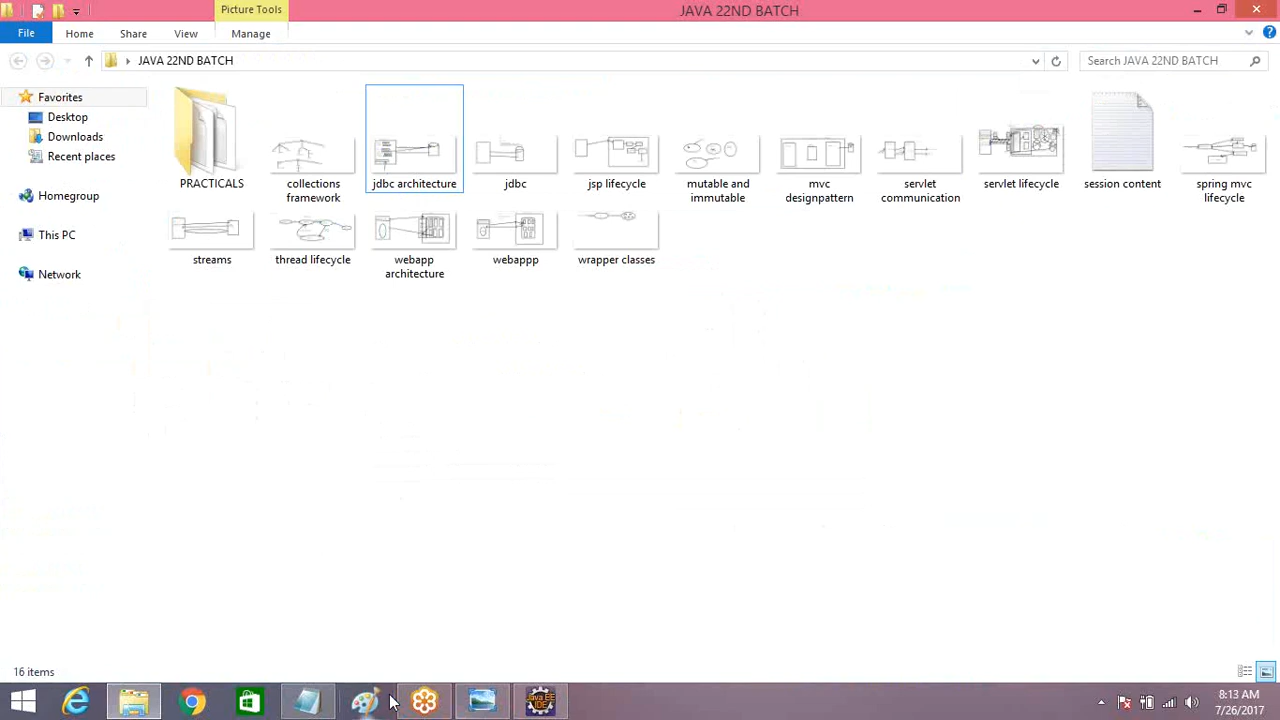 Picture Tools
JAVA 22ND BATCH
File Home Share View Manage
JAVA 22ND BATCH
Search JAVA 22ND BATCH
Favorites
Desktop
Downloads
Recent places
Homegroup
This PC
Network
PRACTICALS
collections framework
jdbc architecture
jdbc
jsp lifecycle
mutable and immutable
mvc designpattern
servlet communication
servlet lifecycle
session content
spring mvc lifecycle
streams
thread lifecycle
webapp architecture
webappp
wrapper classes
16 items
Java EE
IDE
8:13 AM
7/26/2017